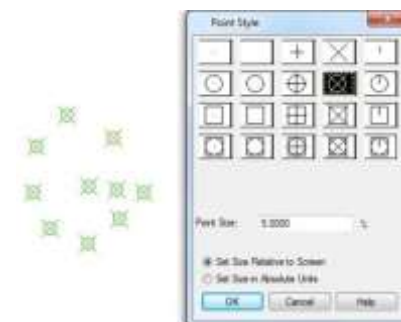 Point Style
Point Size: 5.0000 %
Set Size Relative to Screen
Set Size in Absolute Units
OK Cancel Help